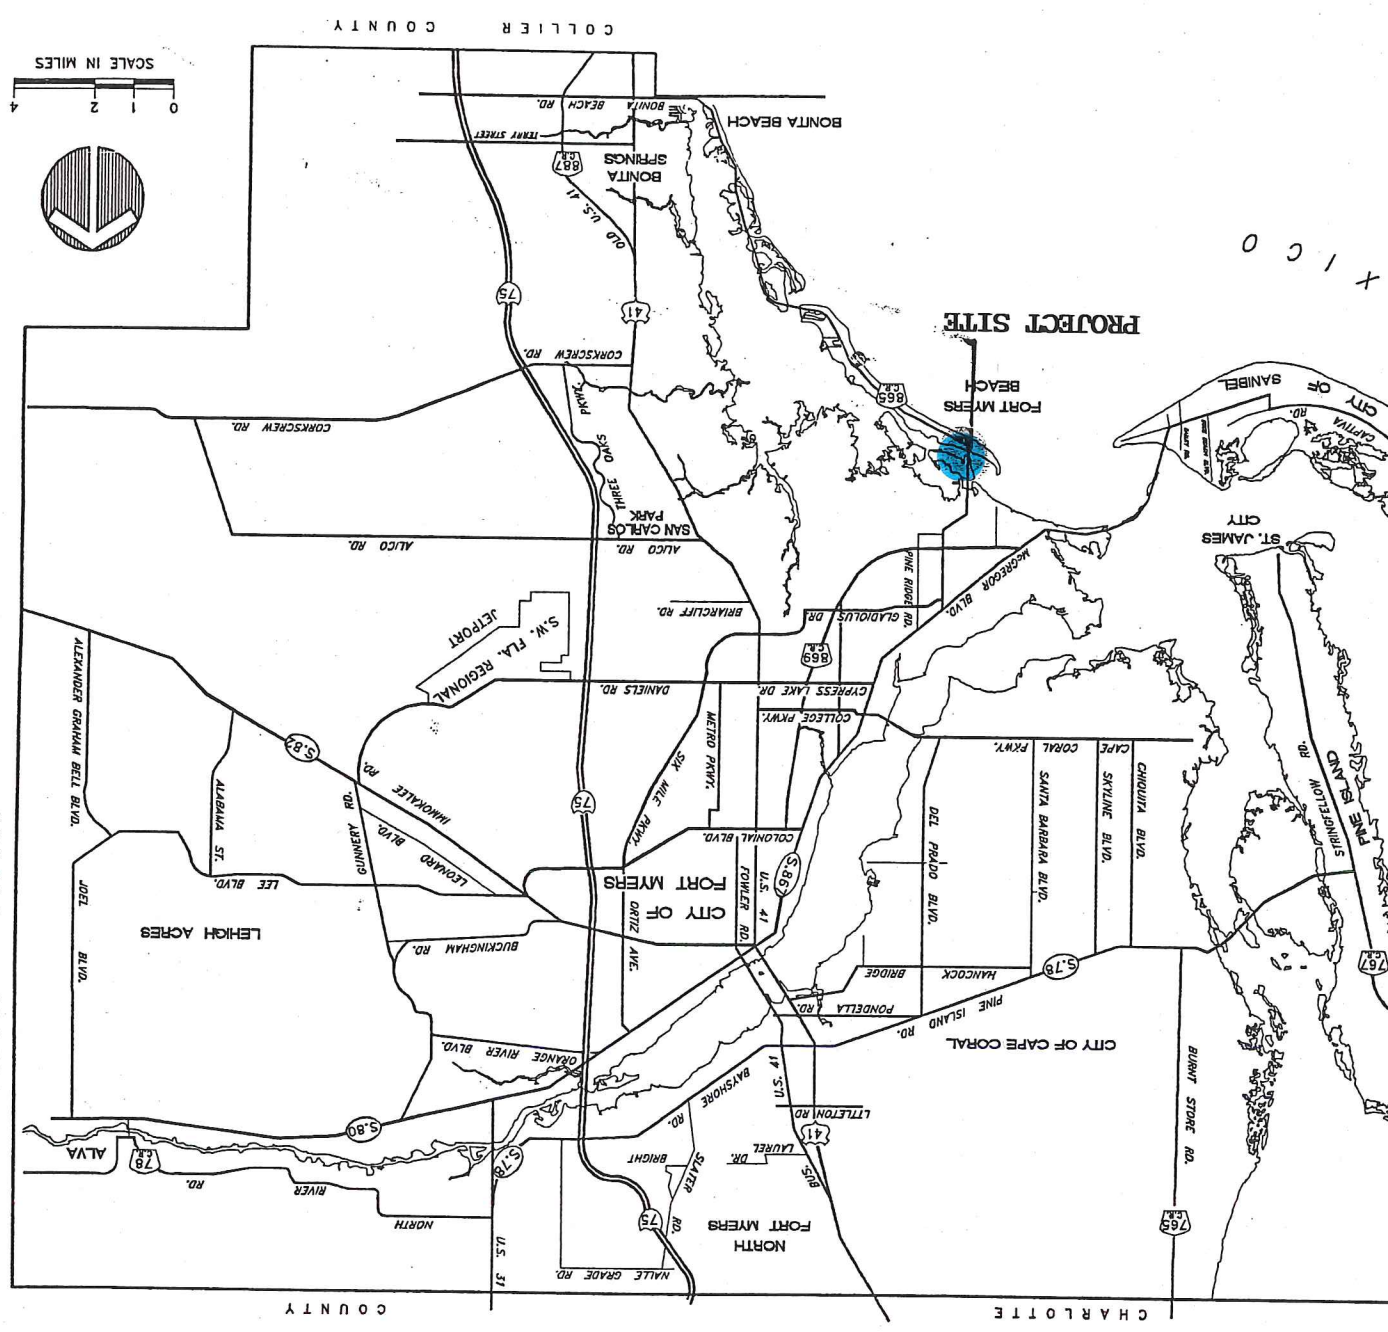 CHARLOTTE COUNTY
NALLE GRADE RD.
U.S. 31
NORTH
FORT MYERS
75
765
C.R.
NORTH RIVER RD.
SLATER RD.
BRIGHT
LAUREL
DR.
BUS.
41
S.78
78
C.R.
ALVA
BURNT STORE RD.
LITTLETON RD.
S.80
U.S. 41
BAYSHORE RD.
CITY OF CAPE CORAL
ORANGE RIVER BLVD.
PINE ISLAND RD.
PONDELLA RD.
HANCOCK BRIDGE
S.78
767
C.R.
BUCKINGHAM RD.
JOEL BLVD.
LEHIGH ACRES
CITY OF
FORT MYERS
ORTIZ AVE.
FOWLER RD.
U.S. 41
S.867
LEE BLVD.
LEONARD BLVD.
GUNNERY RD.
ALABAMA ST.
DEL PRADO BLVD.
SANTA BARBARA BLVD.
SKYLINE BLVD.
CHIQUITA BLVD.
PINE ISLAND
STRINGFELLOW RD.
COLONIAL BLVD.
75
IMMOKALEE RD.
SIX MILE PKWY.
METRO PKWY.
S.82
ALEXANDER GRAHAM BELL BLVD.
CAPE CORAL PKWY.
COLLEGE PKWY.
CYPRESS LAKE DR.
DANIELS RD.
869
C.R.
S.W. FLA. REGIONAL
JETPORT
GLADIOLUS DR.
BRIARCLIFF RD.
PINE RIDGE RD.
McGREGOR BLVD.
ALICO RD.
ALICO RD.
ST. JAMES
CITY
SAN CARLOS
PARK
THREE OAKS PKWY.
CORKSCREW RD.
CAPTIVA RD.
CITY OF SANIBEL
FORT MYERS
BEACH
865
C.R.
CORKSCREW RD.
PROJECT SITE
41
75
XICO
OLD U.S. 41
BONITA
SPRINGS
887
C.R.
TERRY STREET
BONITA BEACH
BONITA BEACH RD.
0 1 2 4
SCALE IN MILES
COLLIER COUNTY